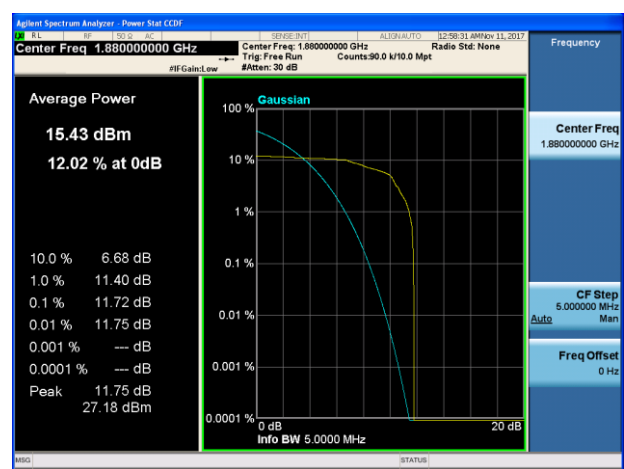 Agilent Spectrum Analyzer - Power Stat CCDF
RL RF 50 Ω AC SENSE:INT ALIGNAUTO 12:58:31 AMNov 11, 2017
Center Freq 1.880000000 GHz
Center Freq: 1.880000000 GHz Radio Std: None
Trig: Free Run Counts:90.0 k/10.0 Mpt
#IFGain:Low #Atten: 30 dB
Frequency
Average Power
15.43 dBm
12.02 % at 0dB
10.0 % 6.68 dB
1.0 % 11.40 dB
0.1 % 11.72 dB
0.01 % 11.75 dB
0.001 % --- dB
0.0001 % --- dB
Peak 11.75 dB
27.18 dBm
Gaussian
100 %
10 %
1 %
0.1 %
0.01 %
0.001 %
0.0001 %
0 dB 20 dB
Info BW 5.0000 MHz
Center Freq
1.880000000 GHz
CF Step
5.000000 MHz
Auto Man
Freq Offset
0 Hz
MSG STATUS